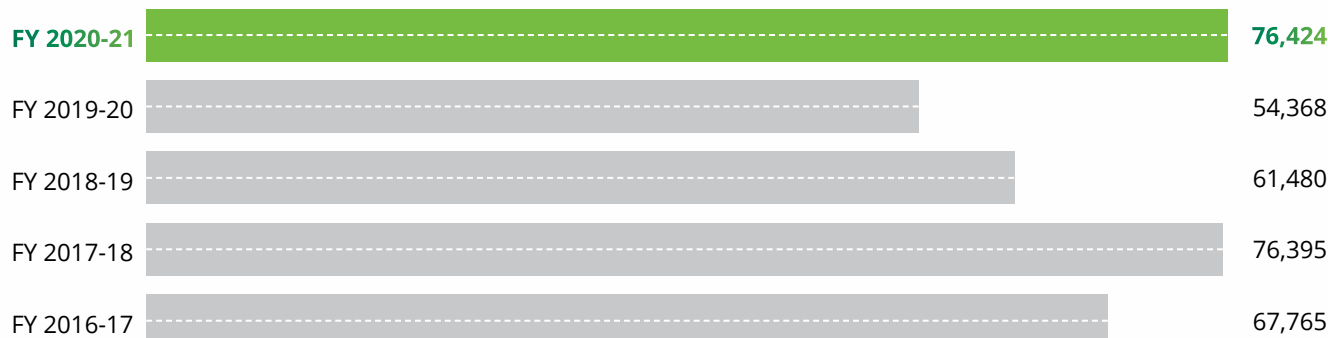 FY 2020-21 76,424
FY 2019-20 54,368
FY 2018-19 61,480
FY 2017-18 76,395
FY 2016-17 67,765